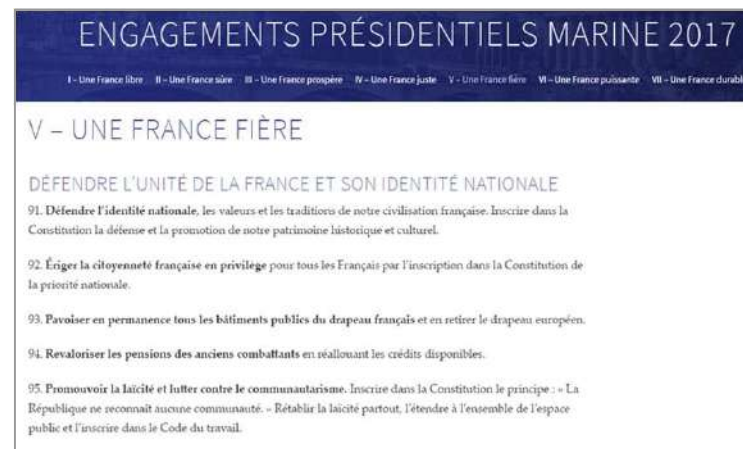 ENGAGEMENTS PRÉSIDENTIELS MARINE 2017
I – Une France libre II – Une France sûre III – Une France prospère IV – Une France juste V – Une France fière VI – Une France puissante VII – Une France durable
V – UNE FRANCE FIÈRE
DÉFENDRE L'UNITÉ DE LA FRANCE ET SON IDENTITÉ NATIONALE
91. Défendre l'identité nationale, les valeurs et les traditions de notre civilisation française. Inscrire dans la
Constitution la défense et la promotion de notre patrimoine historique et culturel.
92. Ériger la citoyenneté française en privilège pour tous les Français par l'inscription dans la Constitution de
la priorité nationale.
93. Pavoiser en permanence tous les bâtiments publics du drapeau français et en retirer le drapeau européen.
94. Revaloriser les pensions des anciens combattants en réallouant les crédits disponibles.
95. Promouvoir la laïcité et lutter contre le communautarisme. Inscrire dans la Constitution le principe : « La
République ne reconnaît aucune communauté. » Rétablir la laïcité partout, l'étendre à l'ensemble de l'espace
public et l'inscrire dans le Code du travail.